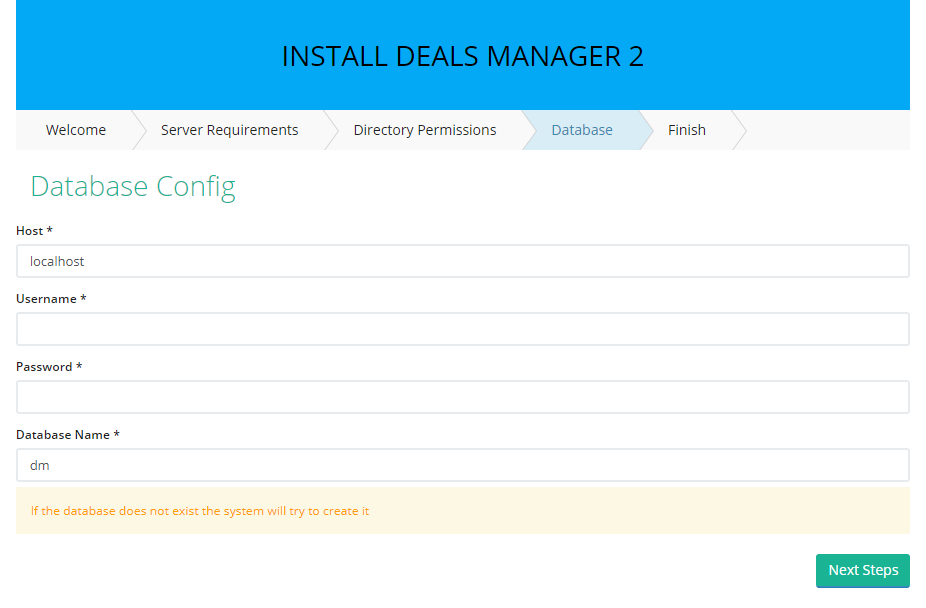 INSTALL DEALS MANAGER 2
Welcome Server Requirements Directory Permissions Database Finish
Database Config
Host *
localhost
Username *
Password *
Database Name *
dm
If the database does not exist the system will try to create it
Next Steps